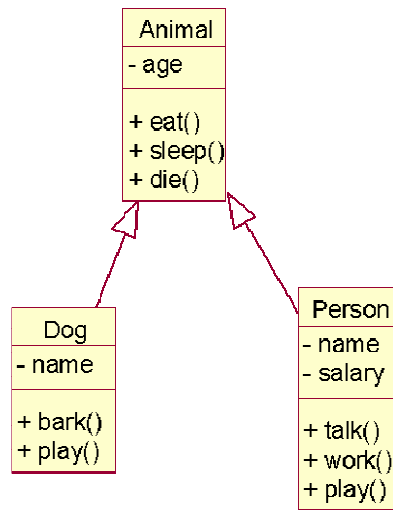 Animal
- age
+ eat()
+ sleep()
+ die()
Dog
- name
+ bark()
+ play()
Person
- name
- salary
+ talk()
+ work()
+ play()